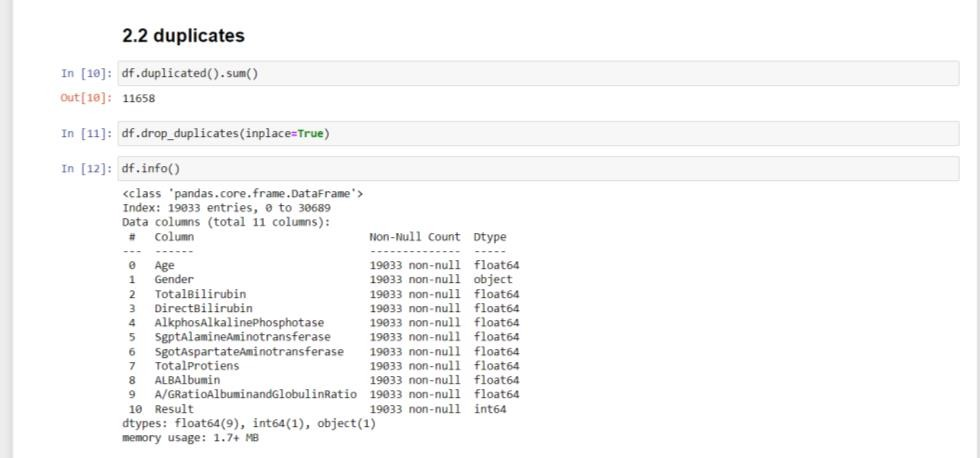 2.2 duplicates
In [10]: df.duplicated().sum()
Out[10]: 11658
In [11]: df.drop_duplicates(inplace=True)
In [12]: df.info()
<class 'pandas.core.frame.DataFrame'>
Index: 19033 entries, 0 to 30689
Data columns (total 11 columns):
#   Column                         Non-Null Count  Dtype
---  ------                         --------------  -----
0   Age                            19033 non-null  float64
1   Gender                         19033 non-null  object
2   TotalBilirubin                 19033 non-null  float64
3   DirectBilirubin                19033 non-null  float64
4   AlkphosAlkalinePhosphotase     19033 non-null  float64
5   SgptAlamineAminotransferase    19033 non-null  float64
6   SgotAspartateAminotransferase  19033 non-null  float64
7   TotalProtiens                  19033 non-null  float64
8   ALBAlbumin                     19033 non-null  float64
9   A/GRatioAlbuminandGlobulinRatio  19033 non-null  float64
10  Result                         19033 non-null  int64
dtypes: float64(9), int64(1), object(1)
memory usage: 1.7+ MB